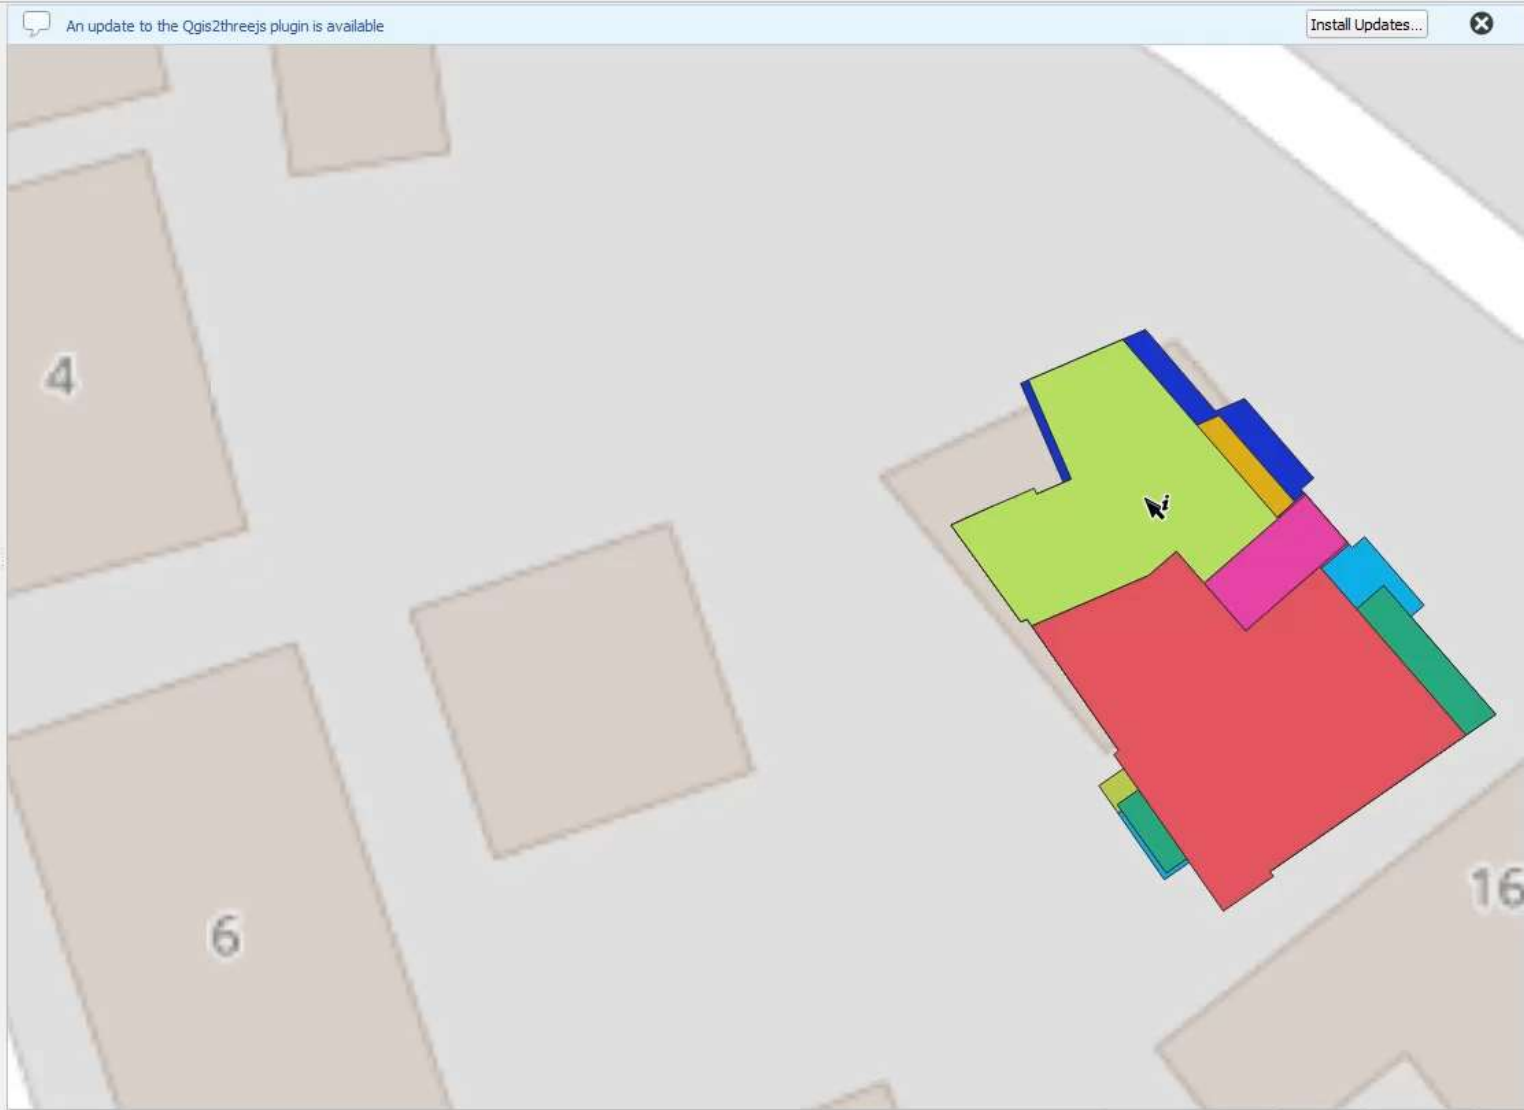 An update to the Qgis2threejs plugin is available
Install Updates...
4
6
16